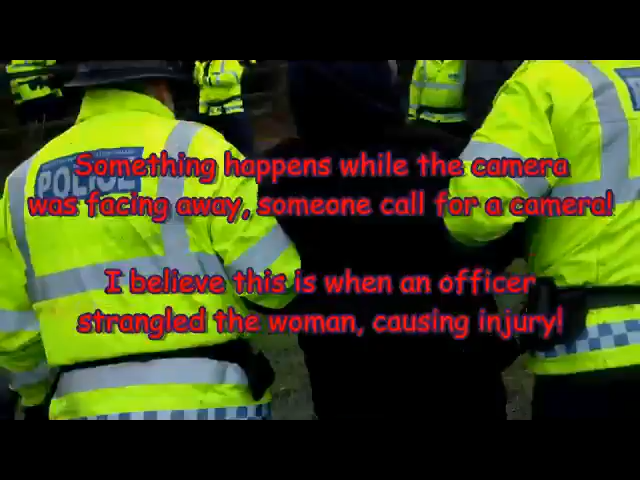 POLICE
Something happens while the camera
was facing away, someone call for a camera!
I believe this is when an officer
strangled the woman, causing injury!